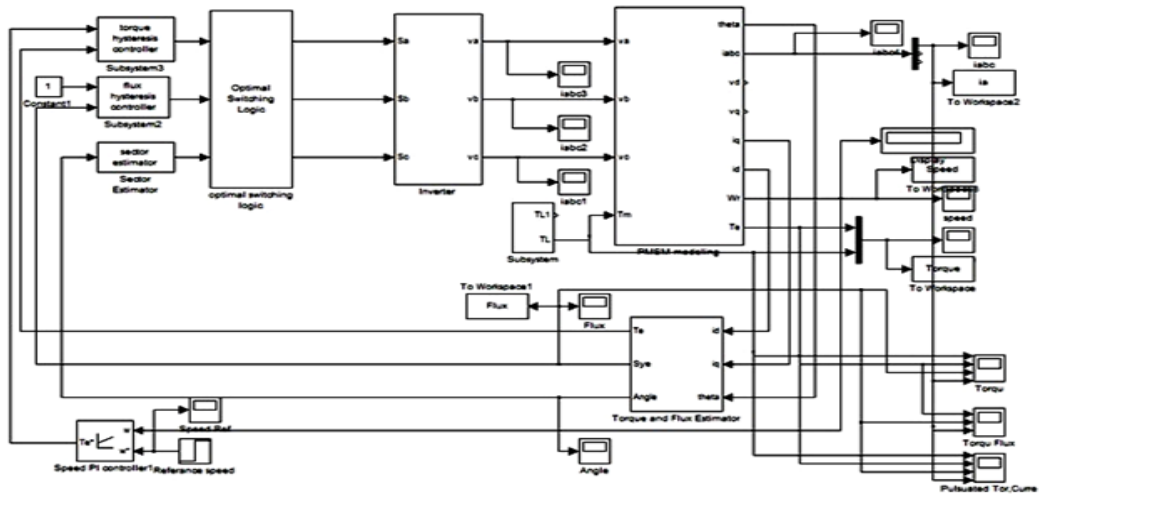 torque
hysteresis
controller
Subsystem3
1
Constant1
flux
hysteresis
controller
Subsystem2
sector
estimator
Sector
Estimator
Optimal
Switching
Logic
optimal switching
logic
Sa
Sb
Sc
va
vb
vc
Inverter
iabc3
iabc2
iabc1
TL1
TL
Subsystem
va
vb
vc
Tm
theta
iabc
vd
vq
iq
id
Wr
Te
PMSM modeling
iabc
To Workspace2
ia
Display
Speed
speed
Torque
To Workspace
To Workspace1
Flux
Flux
Te
Sye
Angle
id
iq
theta
Torque and Flux Estimator
Speed Ref
Te*
w
w*
Speed PI controller1
Referance speed
Angle
Torqu
Torqu Flux
Pulsuated Tor,Curre